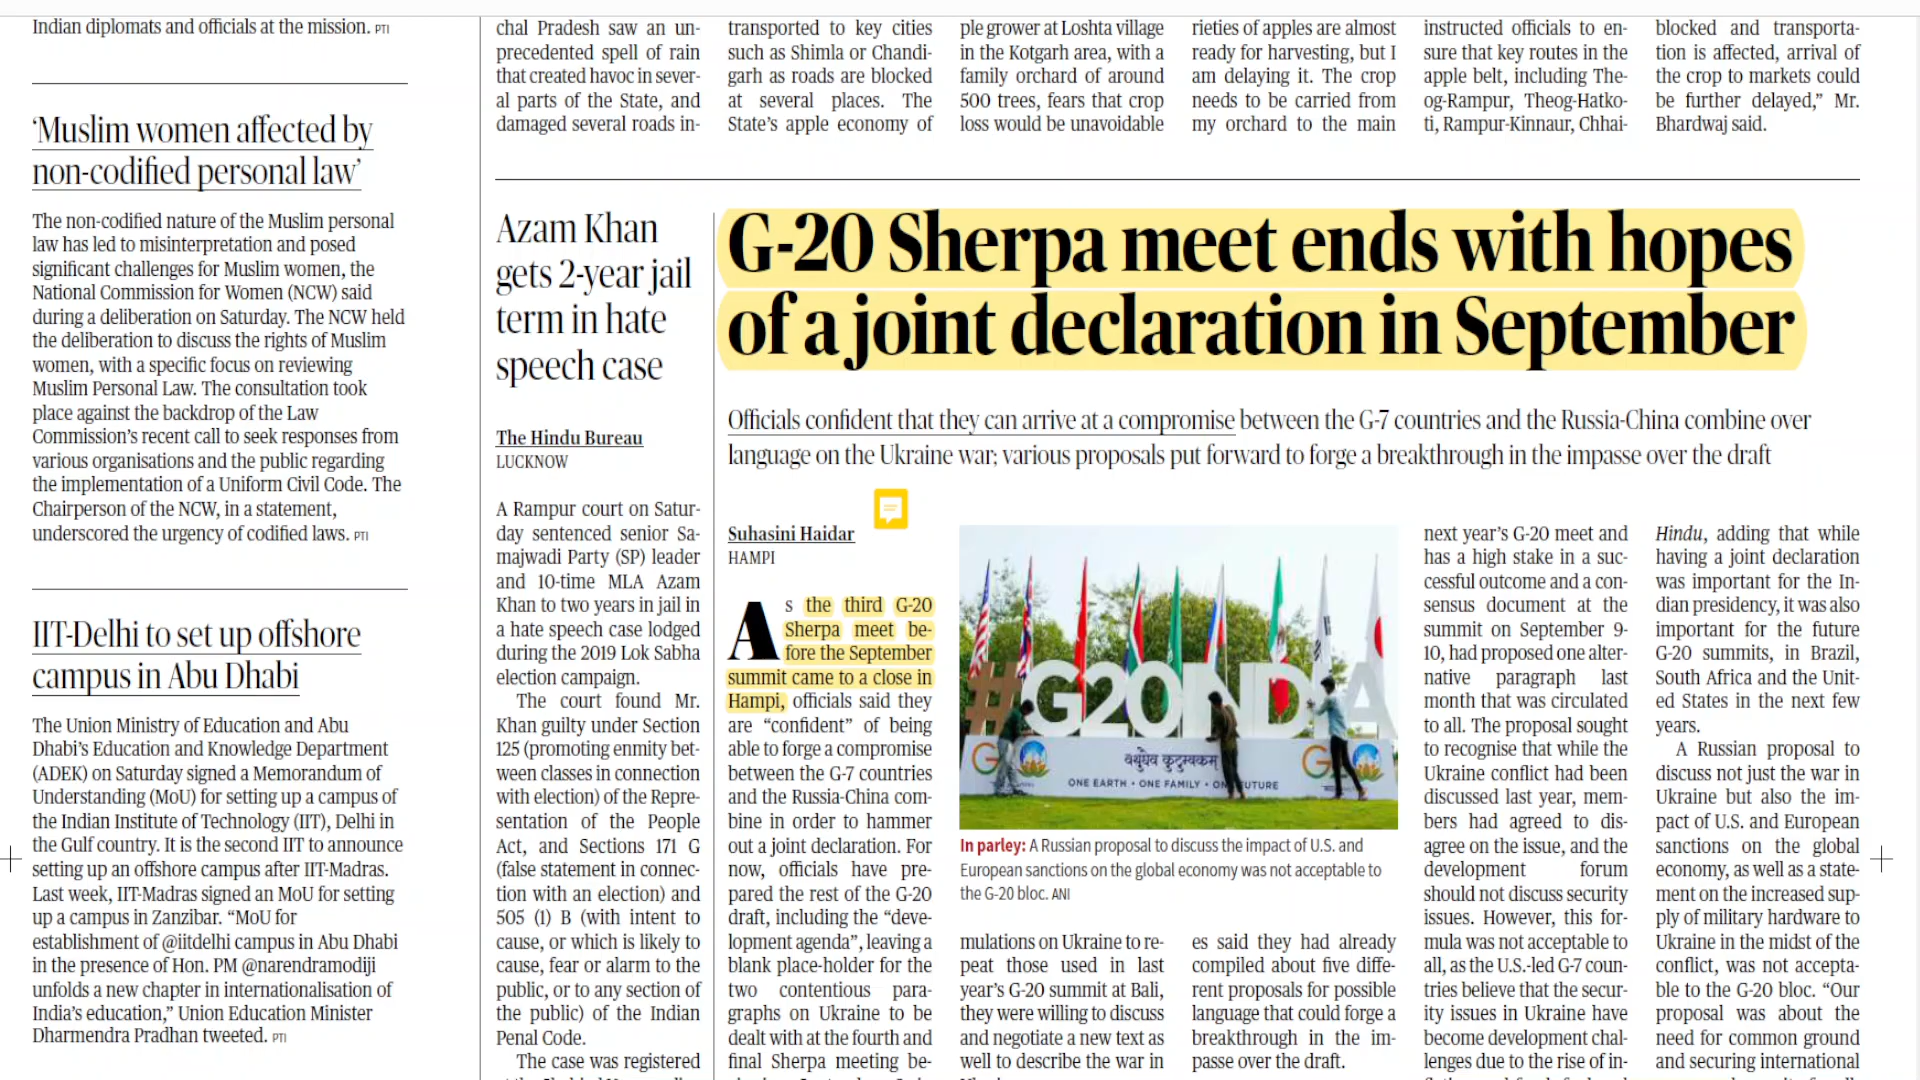 Indian diplomats and officials at the mission. PTI
‘Muslim women affected by
non-codified personal law’
The non-codified nature of the Muslim personal
law has led to misinterpretation and posed
significant challenges for Muslim women, the
National Commission for Women (NCW) said
during a deliberation on Saturday. The NCW held
the deliberation to discuss the rights of Muslim
women, with a specific focus on reviewing
Muslim Personal Law. The consultation took
place against the backdrop of the Law
Commission’s recent call to seek responses from
various organisations and the public regarding
the implementation of a Uniform Civil Code. The
Chairperson of the NCW, in a statement,
underscored the urgency of codified laws. PTI
IIT-Delhi to set up offshore
campus in Abu Dhabi
The Union Ministry of Education and Abu
Dhabi’s Education and Knowledge Department
(ADEK) on Saturday signed a Memorandum of
Understanding (MoU) for setting up a campus of
the Indian Institute of Technology (IIT), Delhi in
the Gulf country. It is the second IIT to announce
setting up an offshore campus after IIT-Madras.
Last week, IIT-Madras signed an MoU for setting
up a campus in Zanzibar. “MoU for
establishment of @iitdelhi campus in Abu Dhabi
in the presence of Hon. PM @narendramodiji
unfolds a new chapter in internationalisation of
India’s education,” Union Education Minister
Dharmendra Pradhan tweeted. PTI
chal Pradesh saw an un-
precedented spell of rain
that created havoc in sever-
al parts of the State, and
damaged several roads in-
transported to key cities
such as Shimla or Chandi-
garh as roads are blocked
at several places. The
State’s apple economy of
ple grower at Loshta village
in the Kotgarh area, with a
family orchard of around
500 trees, fears that crop
loss would be unavoidable
rieties of apples are almost
ready for harvesting, but I
am delaying it. The crop
needs to be carried from
my orchard to the main
instructed officials to en-
sure that key routes in the
apple belt, including The-
og-Rampur, Theog-Hatko-
ti, Rampur-Kinnaur, Chhai-
blocked and transporta-
tion is affected, arrival of
the crop to markets could
be further delayed,” Mr.
Bhardwaj said.
Azam Khan
gets 2-year jail
term in hate
speech case
The Hindu Bureau
LUCKNOW
A Rampur court on Satur-
day sentenced senior Sa-
majwadi Party (SP) leader
and 10-time MLA Azam
Khan to two years in jail in
a hate speech case lodged
during the 2019 Lok Sabha
election campaign.
The court found Mr.
Khan guilty under Section
125 (promoting enmity bet-
ween classes in connection
with election) of the Repre-
sentation of the People
Act, and Sections 171 G
(false statement in connec-
tion with an election) and
505 (1) B (with intent to
cause, or which is likely to
cause, fear or alarm to the
public, or to any section of
the public) of the Indian
Penal Code.
The case was registered
G-20 Sherpa meet ends with hopes
of a joint declaration in September
Officials confident that they can arrive at a compromise between the G-7 countries and the Russia-China combine over
language on the Ukraine war; various proposals put forward to forge a breakthrough in the impasse over the draft
Suhasini Haidar
HAMPI
As the third G-20
Sherpa meet be-
fore the September
summit came to a close in
Hampi, officials said they
are “confident” of being
able to forge a compromise
between the G-7 countries
and the Russia-China com-
bine in order to hammer
out a joint declaration. For
now, officials have pre-
pared the rest of the G-20
draft, including the “deve-
lopment agenda”, leaving a
blank place-holder for the
two contentious para-
graphs on Ukraine to be
dealt with at the fourth and
final Sherpa meeting be-
#G20INDIA
वसुधैव कुटुम्बकम्
ONE EARTH • ONE FAMILY • ON FUTURE
In parley: A Russian proposal to discuss the impact of U.S. and
European sanctions on the global economy was not acceptable to
the G-20 bloc. ANI
mulations on Ukraine to re-
peat those used in last
year’s G-20 summit at Bali,
they were willing to discuss
and negotiate a new text as
well to describe the war in
es said they had already
compiled about five diffe-
rent proposals for possible
language that could forge a
breakthrough in the im-
passe over the draft.
next year’s G-20 meet and
has a high stake in a suc-
cessful outcome and a con-
sensus document at the
summit on September 9-
10, had proposed one alter-
native paragraph last
month that was circulated
to all. The proposal sought
to recognise that while the
Ukraine conflict had been
discussed last year, mem-
bers had agreed to dis-
agree on the issue, and the
development forum
should not discuss security
issues. However, this for-
mula was not acceptable to
all, as the U.S.-led G-7 coun-
tries believe that the secur-
ity issues in Ukraine have
become development chal-
lenges due to the rise of in-
Hindu, adding that while
having a joint declaration
was important for the In-
dian presidency, it was also
important for the future
G-20 summits, in Brazil,
South Africa and the Unit-
ed States in the next few
years.
A Russian proposal to
discuss not just the war in
Ukraine but also the im-
pact of U.S. and European
sanctions on the global
economy, as well as a state-
ment on the increased sup-
ply of military hardware to
Ukraine in the midst of the
conflict, was not accepta-
ble to the G-20 bloc. “Our
proposal was about the
need for common ground
and securing international